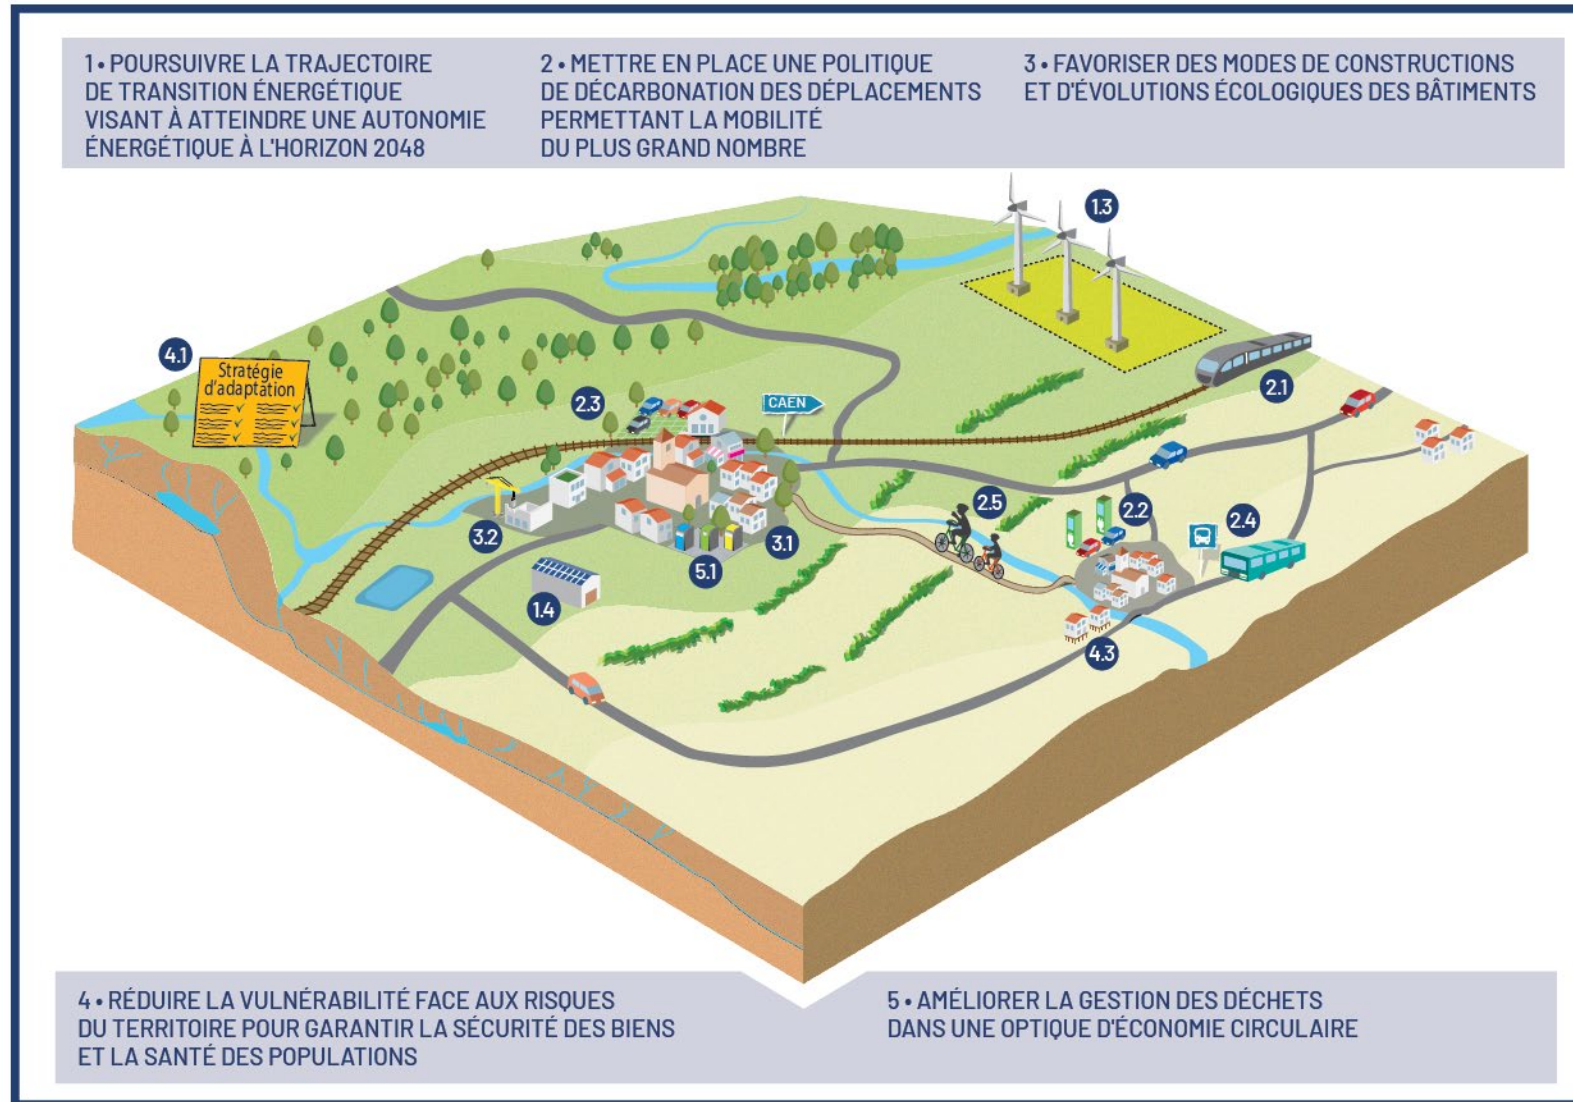 1 • POURSUIVRE LA TRAJECTOIRE
DE TRANSITION ÉNERGÉTIQUE
VISANT À ATTEINDRE UNE AUTONOMIE
ÉNERGÉTIQUE À L'HORIZON 2048
2 • METTRE EN PLACE UNE POLITIQUE
DE DÉCARBONATION DES DÉPLACEMENTS
PERMETTANT LA MOBILITÉ
DU PLUS GRAND NOMBRE
3 • FAVORISER DES MODES DE CONSTRUCTIONS
ET D'ÉVOLUTIONS ÉCOLOGIQUES DES BÂTIMENTS
1.3
4.1
Stratégie
d'adaptation
2.3
CAEN
2.1
2.5
2.2
2.4
3.2
3.1
5.1
1.4
4.3
4 • RÉDUIRE LA VULNÉRABILITÉ FACE AUX RISQUES
DU TERRITOIRE POUR GARANTIR LA SÉCURITÉ DES BIENS
ET LA SANTÉ DES POPULATIONS
5 • AMÉLIORER LA GESTION DES DÉCHETS
DANS UNE OPTIQUE D'ÉCONOMIE CIRCULAIRE